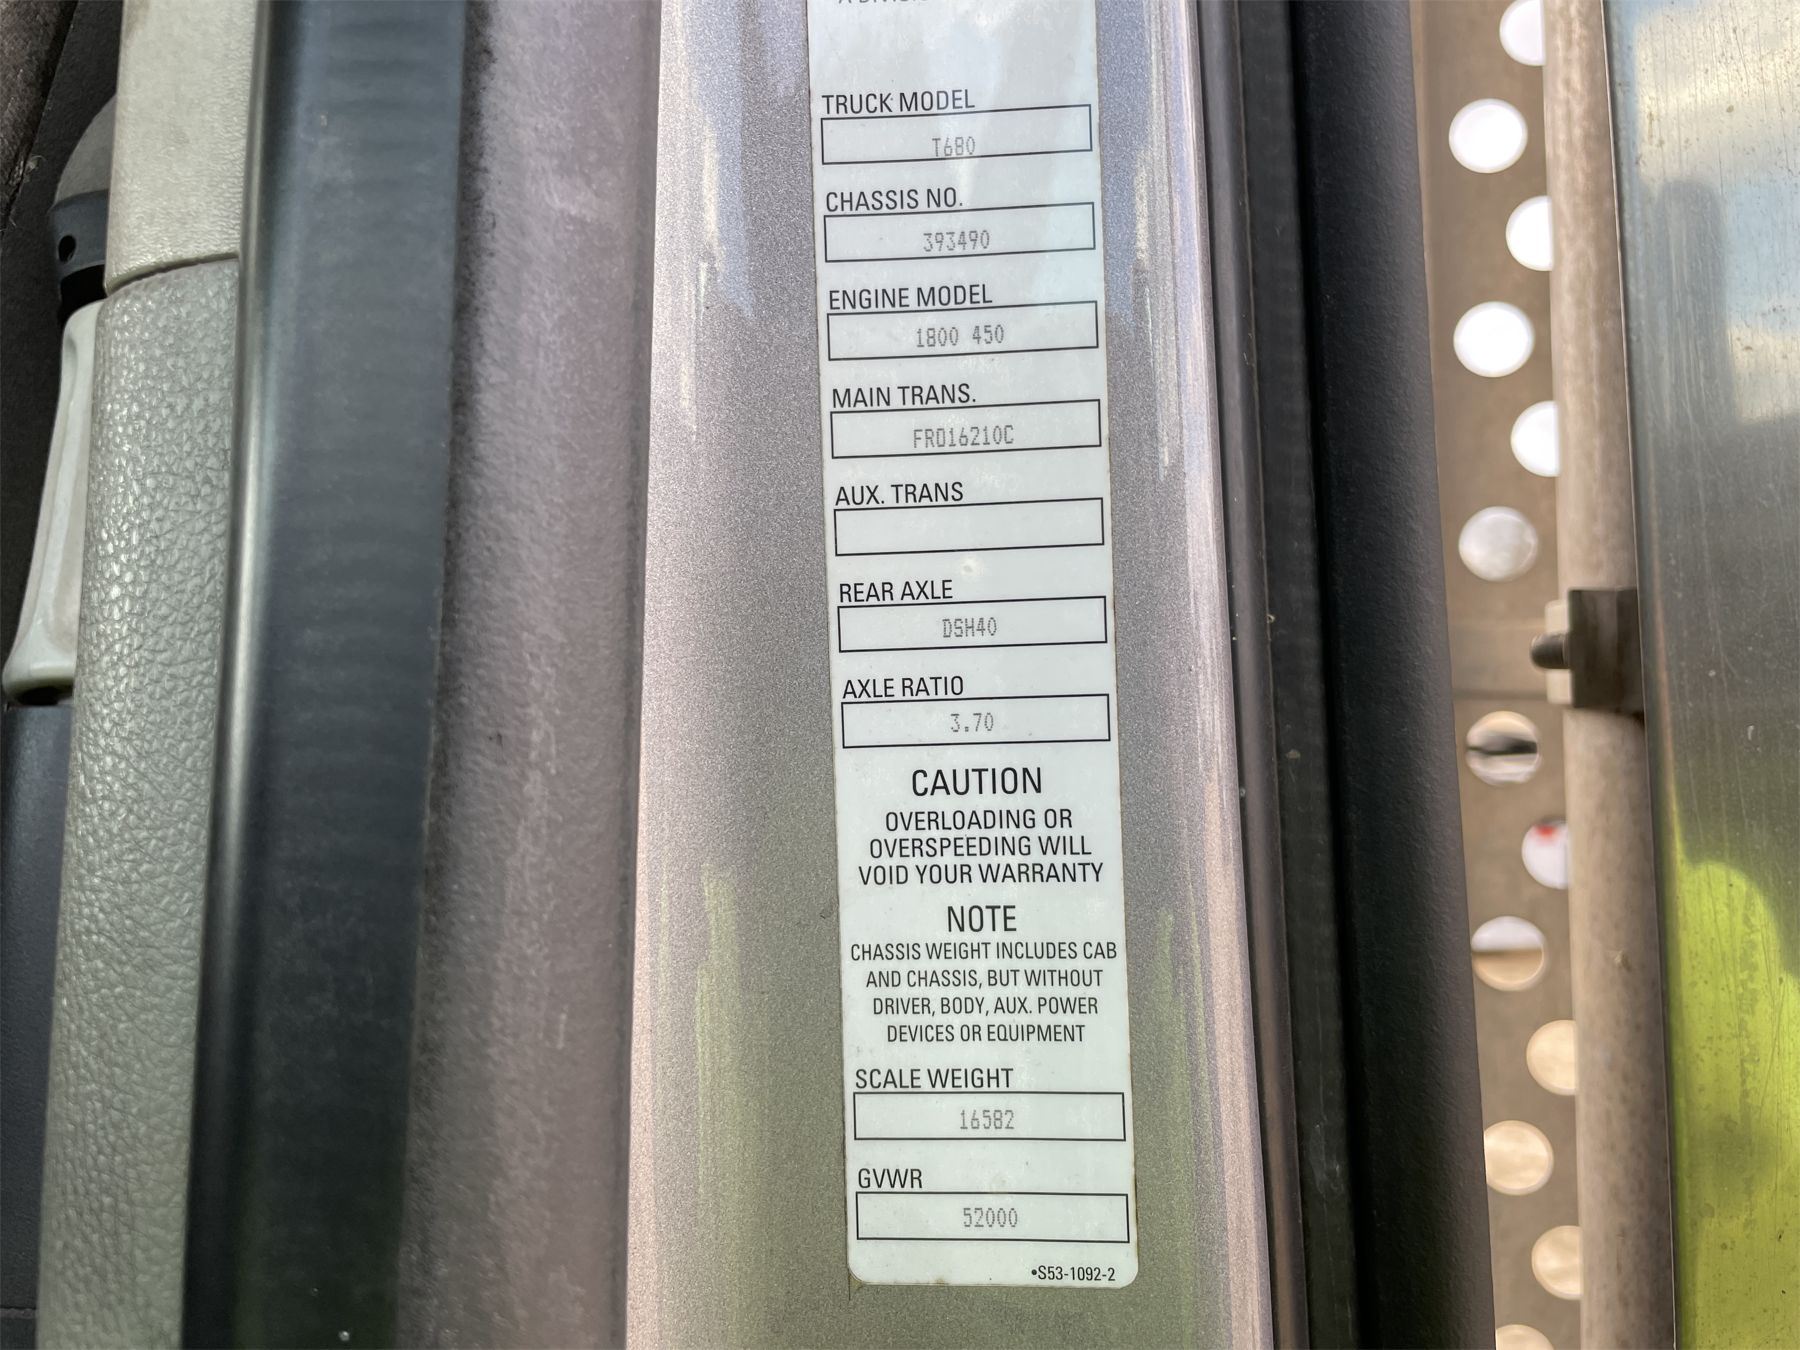 TRUCK MODEL
T680
CHASSIS NO.
393490
ENGINE MODEL
1800 450
MAIN TRANS.
FRO16210C
AUX. TRANS
REAR AXLE
DSH40
AXLE RATIO
3.70
CAUTION
OVERLOADING OR
OVERSPEEDING WILL
VOID YOUR WARRANTY
NOTE
CHASSIS WEIGHT INCLUDES CAB
AND CHASSIS, BUT WITHOUT
DRIVER, BODY, AUX. POWER
DEVICES OR EQUIPMENT
SCALE WEIGHT
16582
GVWR
52000
•S53-1092-2